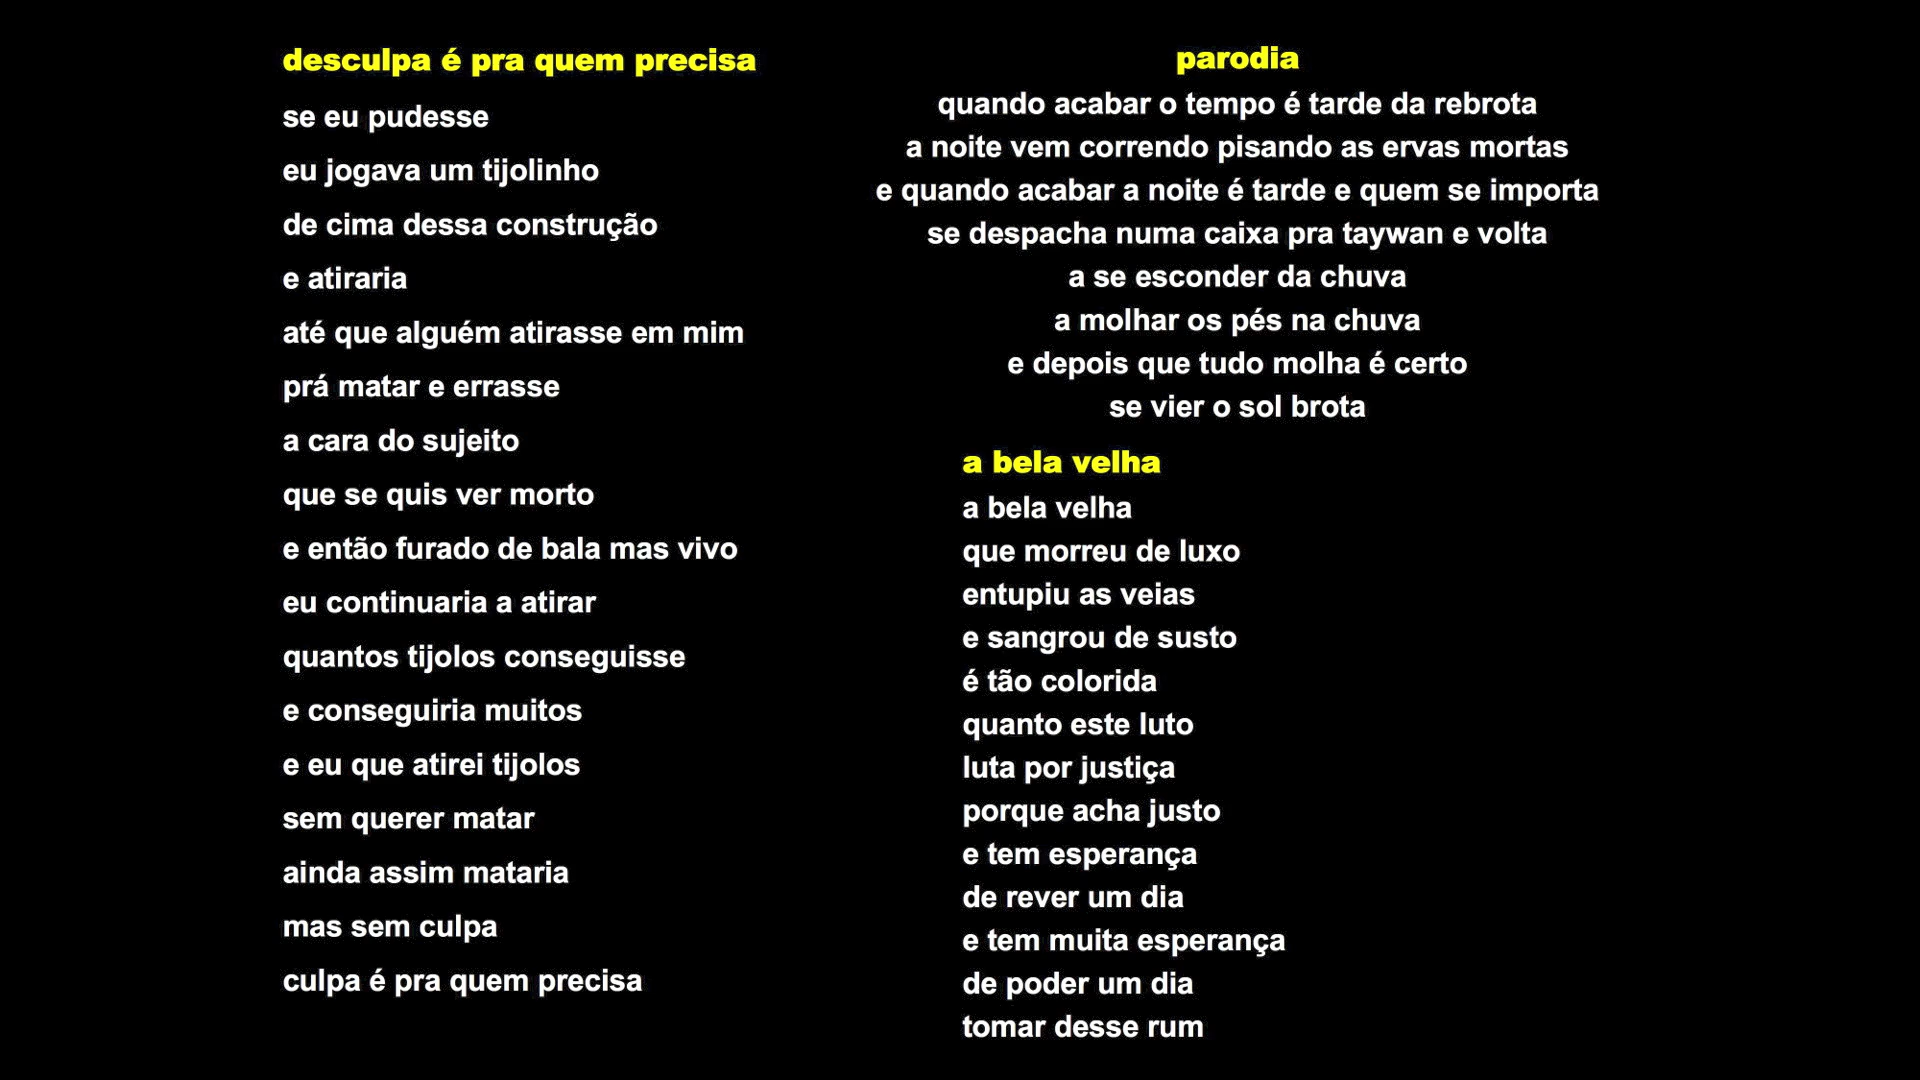 desculpa é pra quem precisa
se eu pudesse
eu jogava um tijolinho
de cima dessa construção
e atiraria
até que alguém atirasse em mim
prá matar e errasse
a cara do sujeito
que se quis ver morto
e então furado de bala mas vivo
eu continuaria a atirar
quantos tijolos conseguisse
e conseguiria muitos
e eu que atirei tijolos
sem querer matar
ainda assim mataria
mas sem culpa
culpa é pra quem precisa
parodia
quando acabar o tempo é tarde da rebrota
a noite vem correndo pisando as ervas mortas
e quando acabar a noite é tarde e quem se importa
se despacha numa caixa pra taywan e volta
a se esconder da chuva
a molhar os pés na chuva
e depois que tudo molha é certo
se vier o sol brota
a bela velha
a bela velha
que morreu de luxo
entupiu as veias
e sangrou de susto
é tão colorida
quanto este luto
luta por justiça
porque acha justo
e tem esperança
de rever um dia
e tem muita esperança
de poder um dia
tomar desse rum